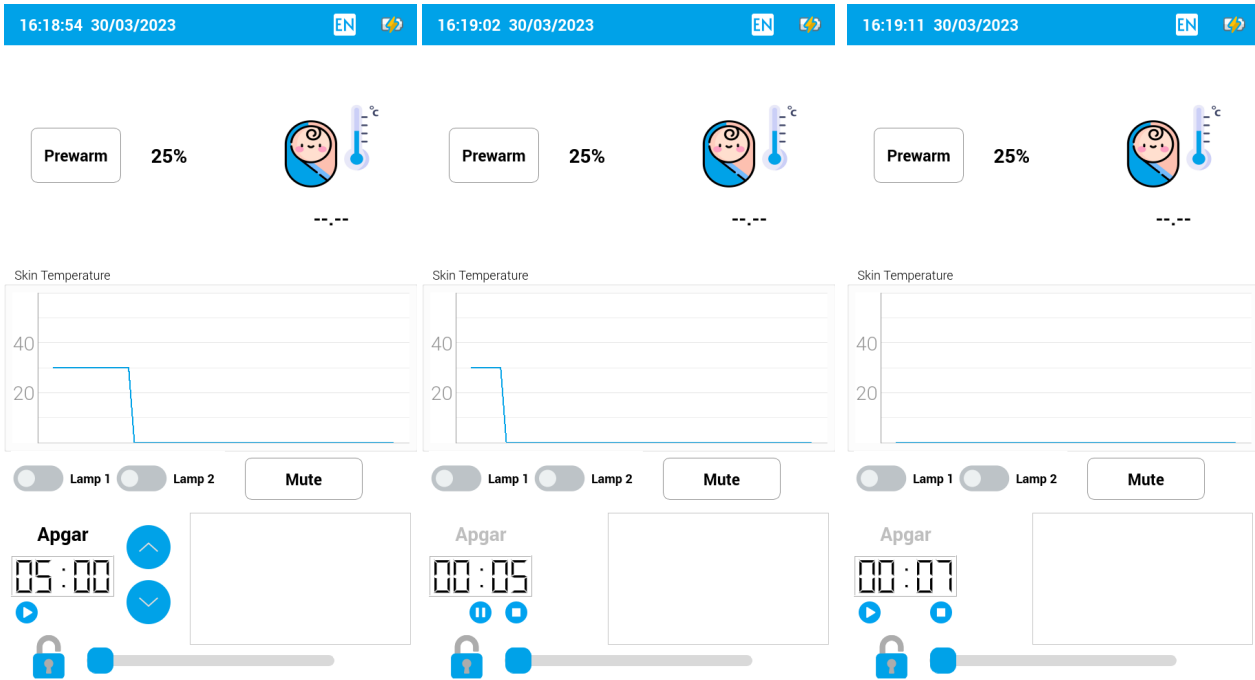 16:18:54 30/03/2023 EN
Prewarm 25% °c
--.--
Skin Temperature
40
20
Lamp 1 Lamp 2 Mute
Apgar
05:00
16:19:02 30/03/2023 EN
Prewarm 25% °c
--.--
Skin Temperature
40
20
Lamp 1 Lamp 2 Mute
Apgar
00:05
16:19:11 30/03/2023 EN
Prewarm 25% °c
--.--
Skin Temperature
40
20
Lamp 1 Lamp 2 Mute
Apgar
00:07